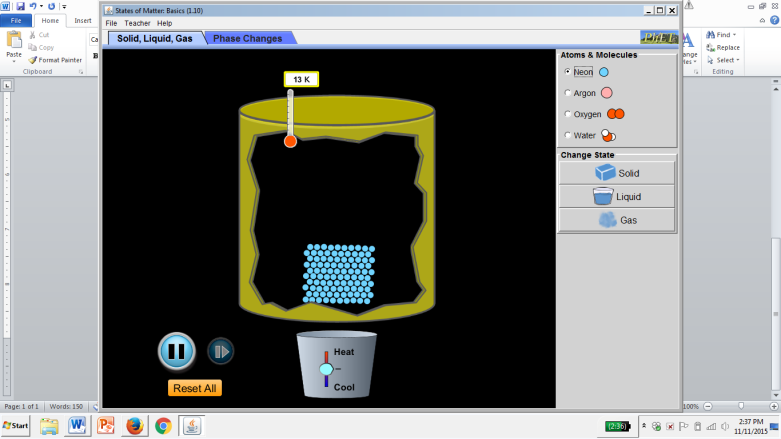 States of Matter: Basics (1.10)
File Home Insert
File Teacher Help
Cut
Copy
Paste
Format Painter
Clipboard
Solid, Liquid, Gas Phase Changes
PhET
13 K
Atoms & Molecules
Neon
Argon
Oxygen
Water
Change State
Solid
Liquid
Gas
Find
Replace
Select
Editing
Heat
Cool
Reset All
Page: 1 of 1 Words: 150
100%
Start
(2:36)
2:37 PM
11/11/2015